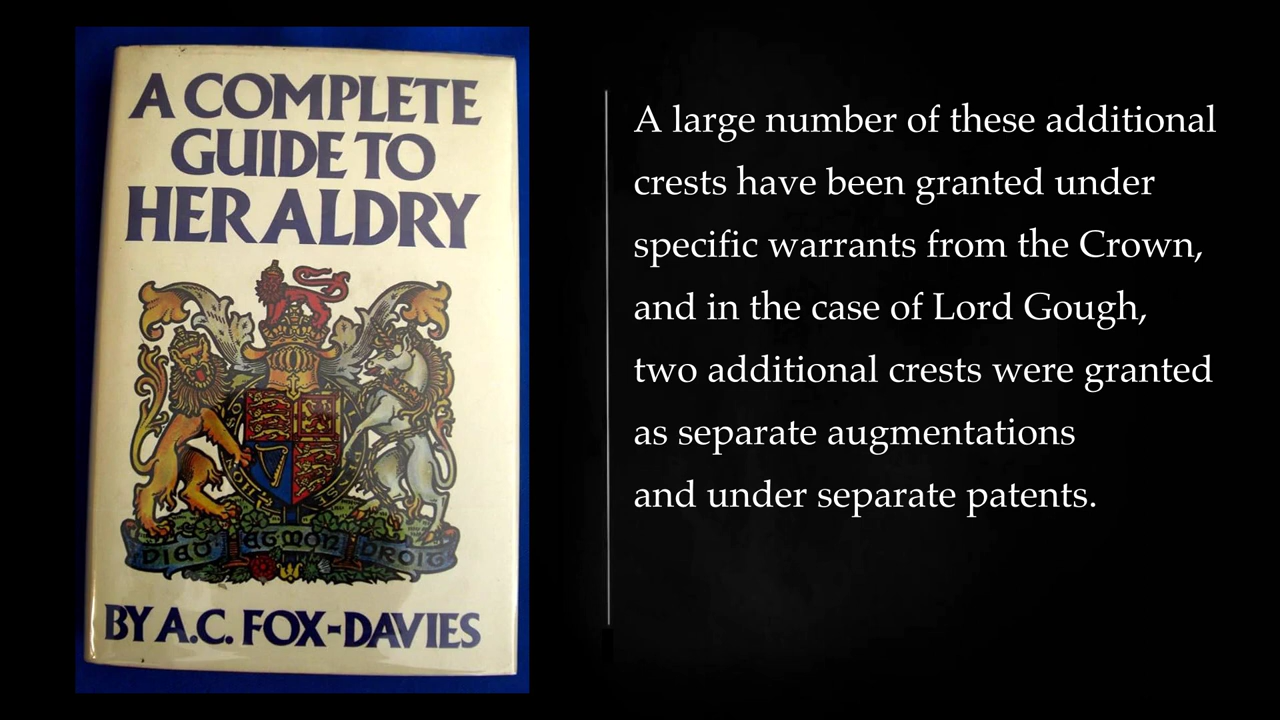 A COMPLETE
GUIDE TO
HERALDRY
DIEU ET MON DROIT
BY A.C. FOX-DAVIES
A large number of these additional
crests have been granted under
specific warrants from the Crown,
and in the case of Lord Gough,
two additional crests were granted
as separate augmentations
and under separate patents.